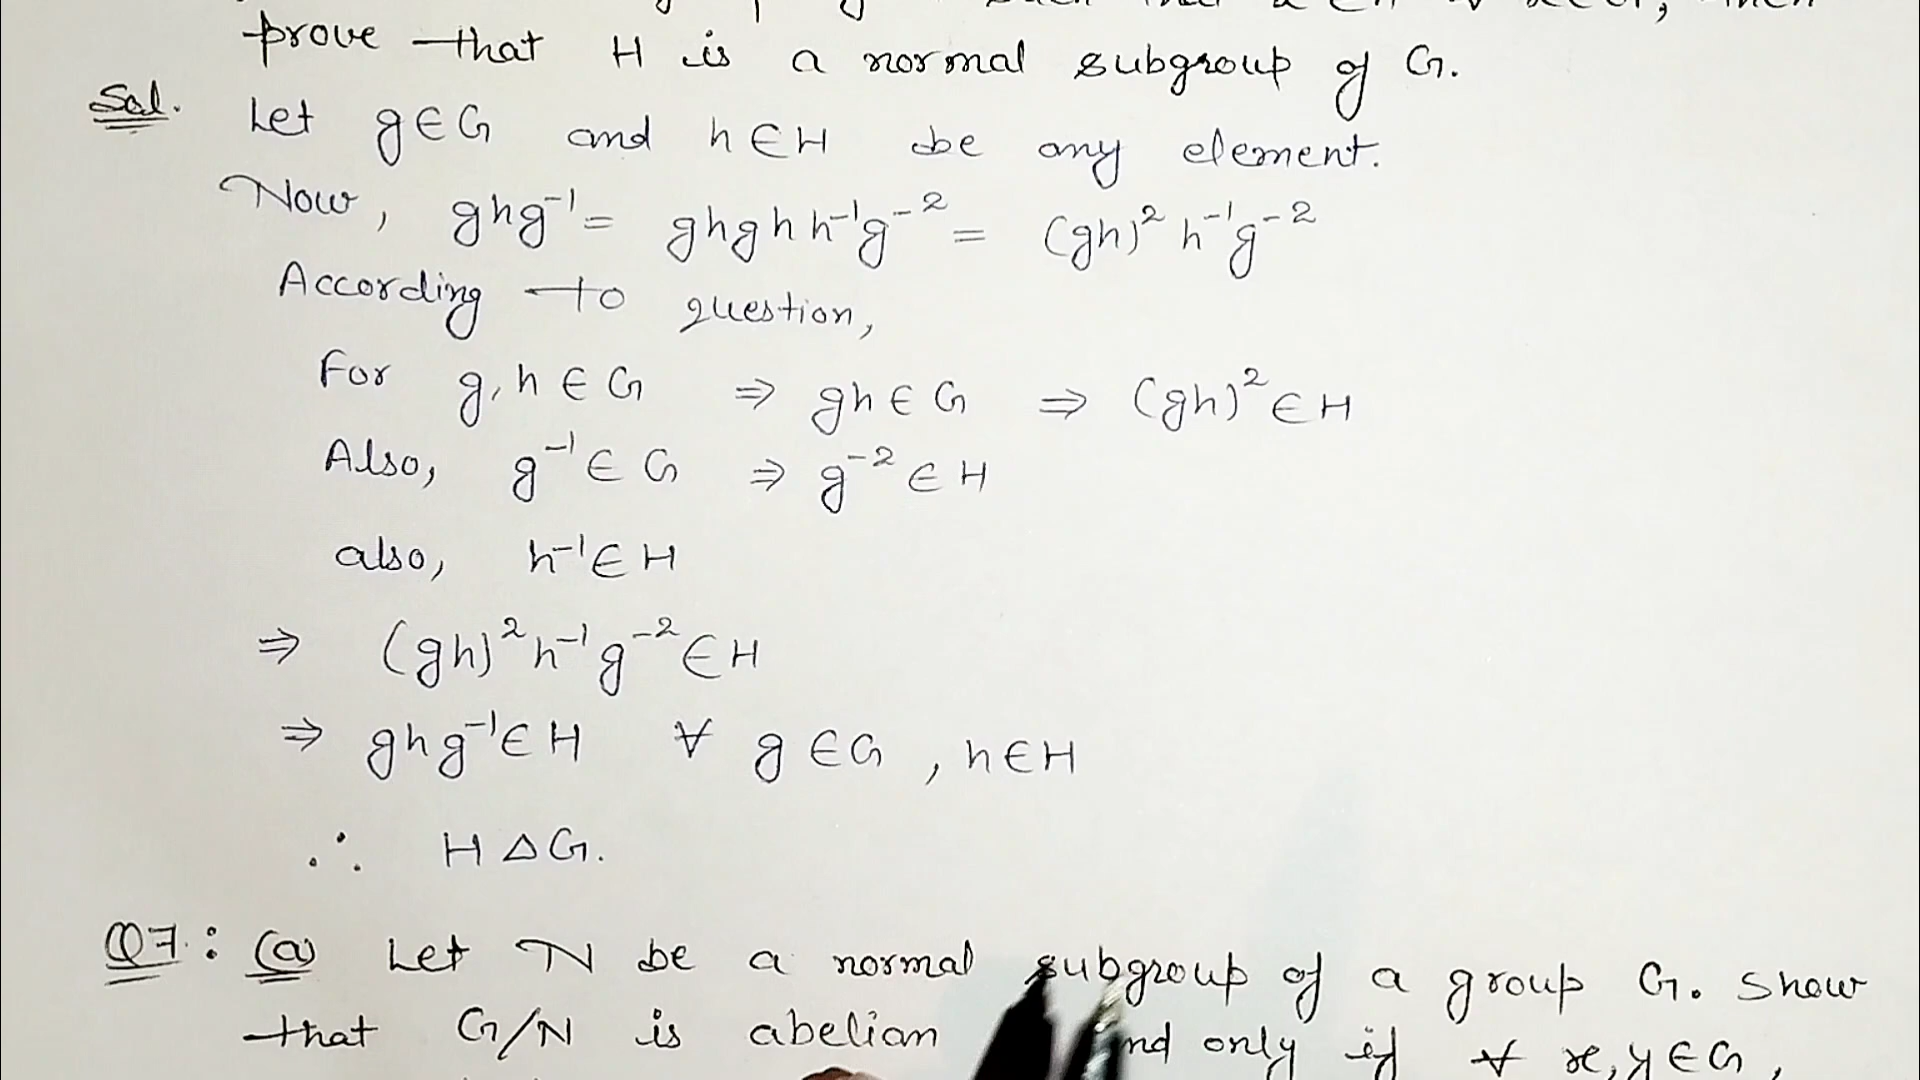 prove that H is a normal subgroup of G.
Sol. Let g∈G and h∈H be any element.
Now, ghg⁻¹ = ghghh⁻¹g⁻² = (gh)²h⁻¹g⁻²
According to question,
For g,h∈G ⇒ gh∈G ⇒ (gh)²∈H
Also, g⁻¹∈G ⇒ g⁻²∈H
also, h⁻¹∈H
⇒ (gh)²h⁻¹g⁻²∈H
⇒ ghg⁻¹∈H ∀ g∈G, h∈H
∴ H△G.
Q7: (a) Let N be a normal subgroup of a group G. Show
that G/N is abelian only if ∀ x,y∈G,